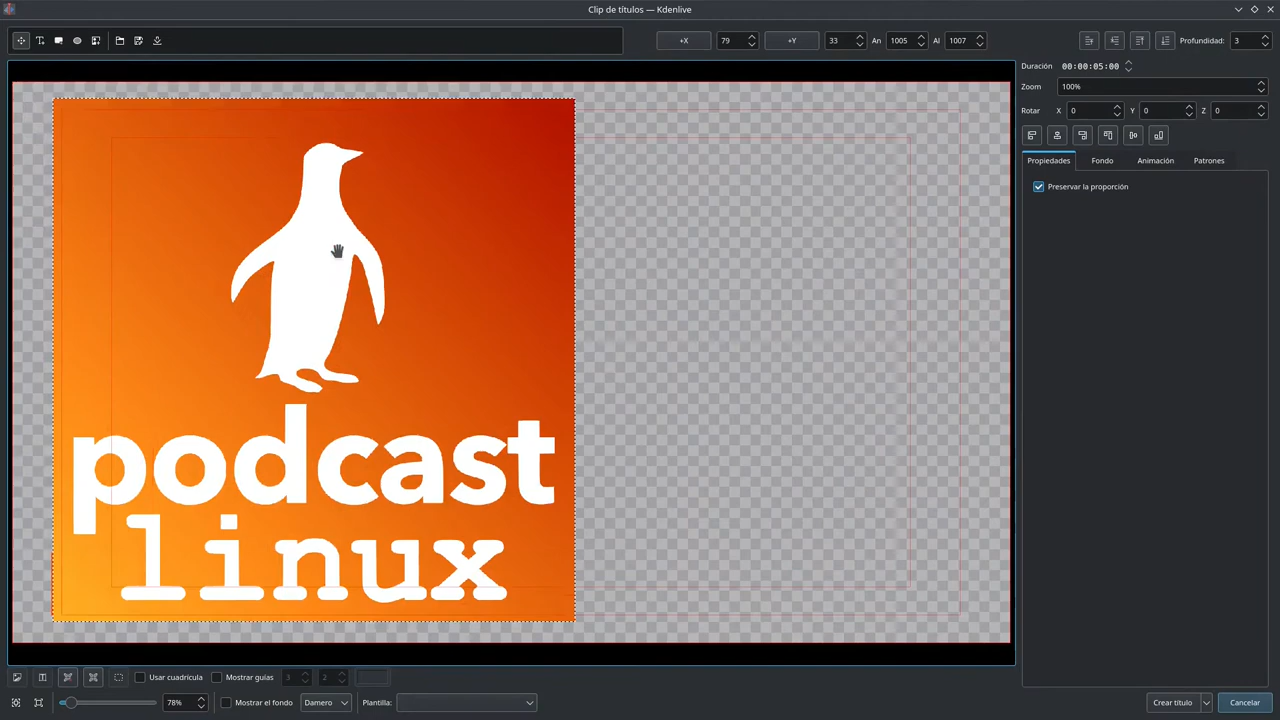 Clip de títulos — Kdenlive
+X 79 +Y 33 An 1005 Al 1007 Profundidad: 3
Duración 00:00:05:00
Zoom 100%
Rotar X 0 Y 0 Z 0
Propiedades Fondo Animación Patrones
Preservar la proporción
podcast
linux
Usar cuadrícula Mostrar guías 3 2
78% Mostrar el fondo Damero Plantilla: Crear título Cancelar